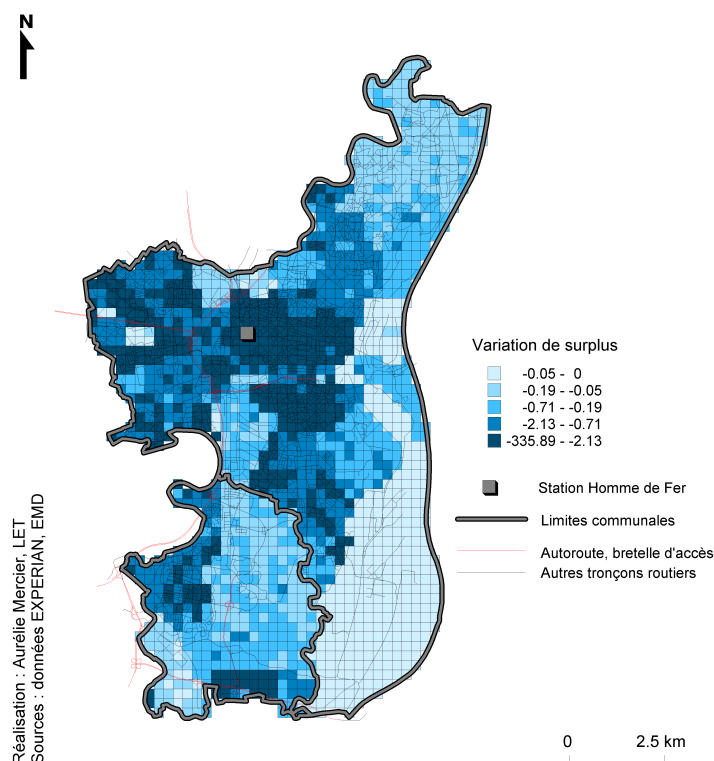 N
Variation de surplus
-0.05 - 0
-0.19 - -0.05
-0.71 - -0.19
-2.13 - -0.71
-335.89 - -2.13
Station Homme de Fer
Limites communales
Autoroute, bretelle d'accès
Autres tronçons routiers
Réalisation : Aurélie Mercier, LET
Sources : données EXPERIAN, EMD
0 2.5 km